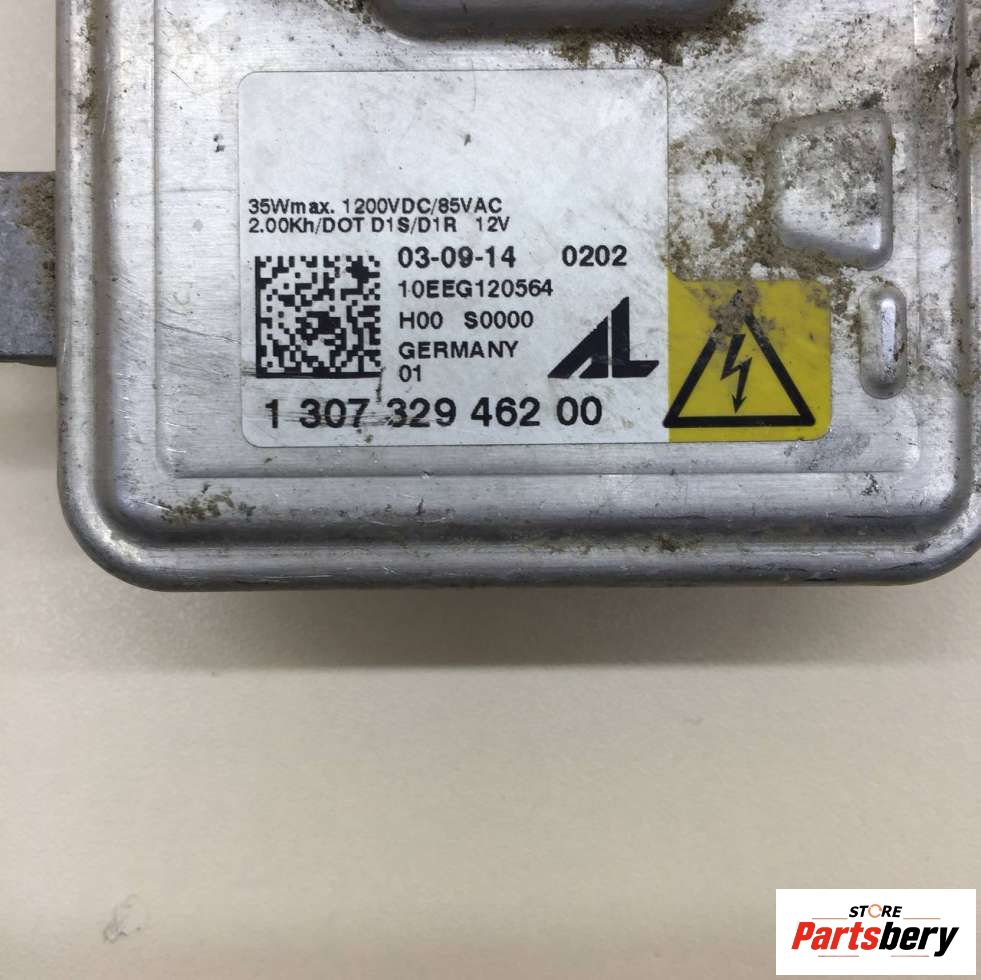 35Wmax. 1200VDC/85VAC
2.00Kh/DOT D1S/D1R 12V
03-09-14 0202
10EEG120564
H00 S0000
GERMANY
01
AL
1 307 329 462 00
STORE
Partsbery